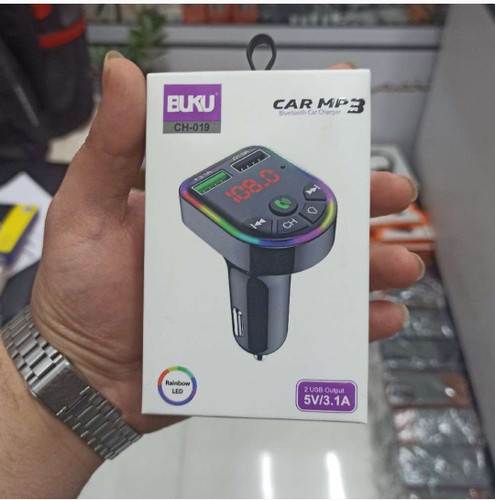 BUKU
CH-019
CAR MP3
Bluetooth Car Charger
108.0
CH
Rainbow
LED
2 USB Output
5V/3.1A